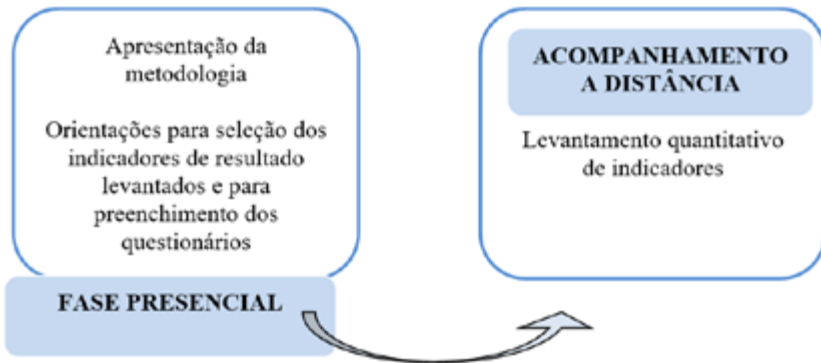 Apresentação da
metodologia
Orientações para seleção dos
indicadores de resultado
levantados e para
preenchimento dos
questionários
FASE PRESENCIAL
ACOMPANHAMENTO
A DISTÂNCIA
Levantamento quantitativo
de indicadores